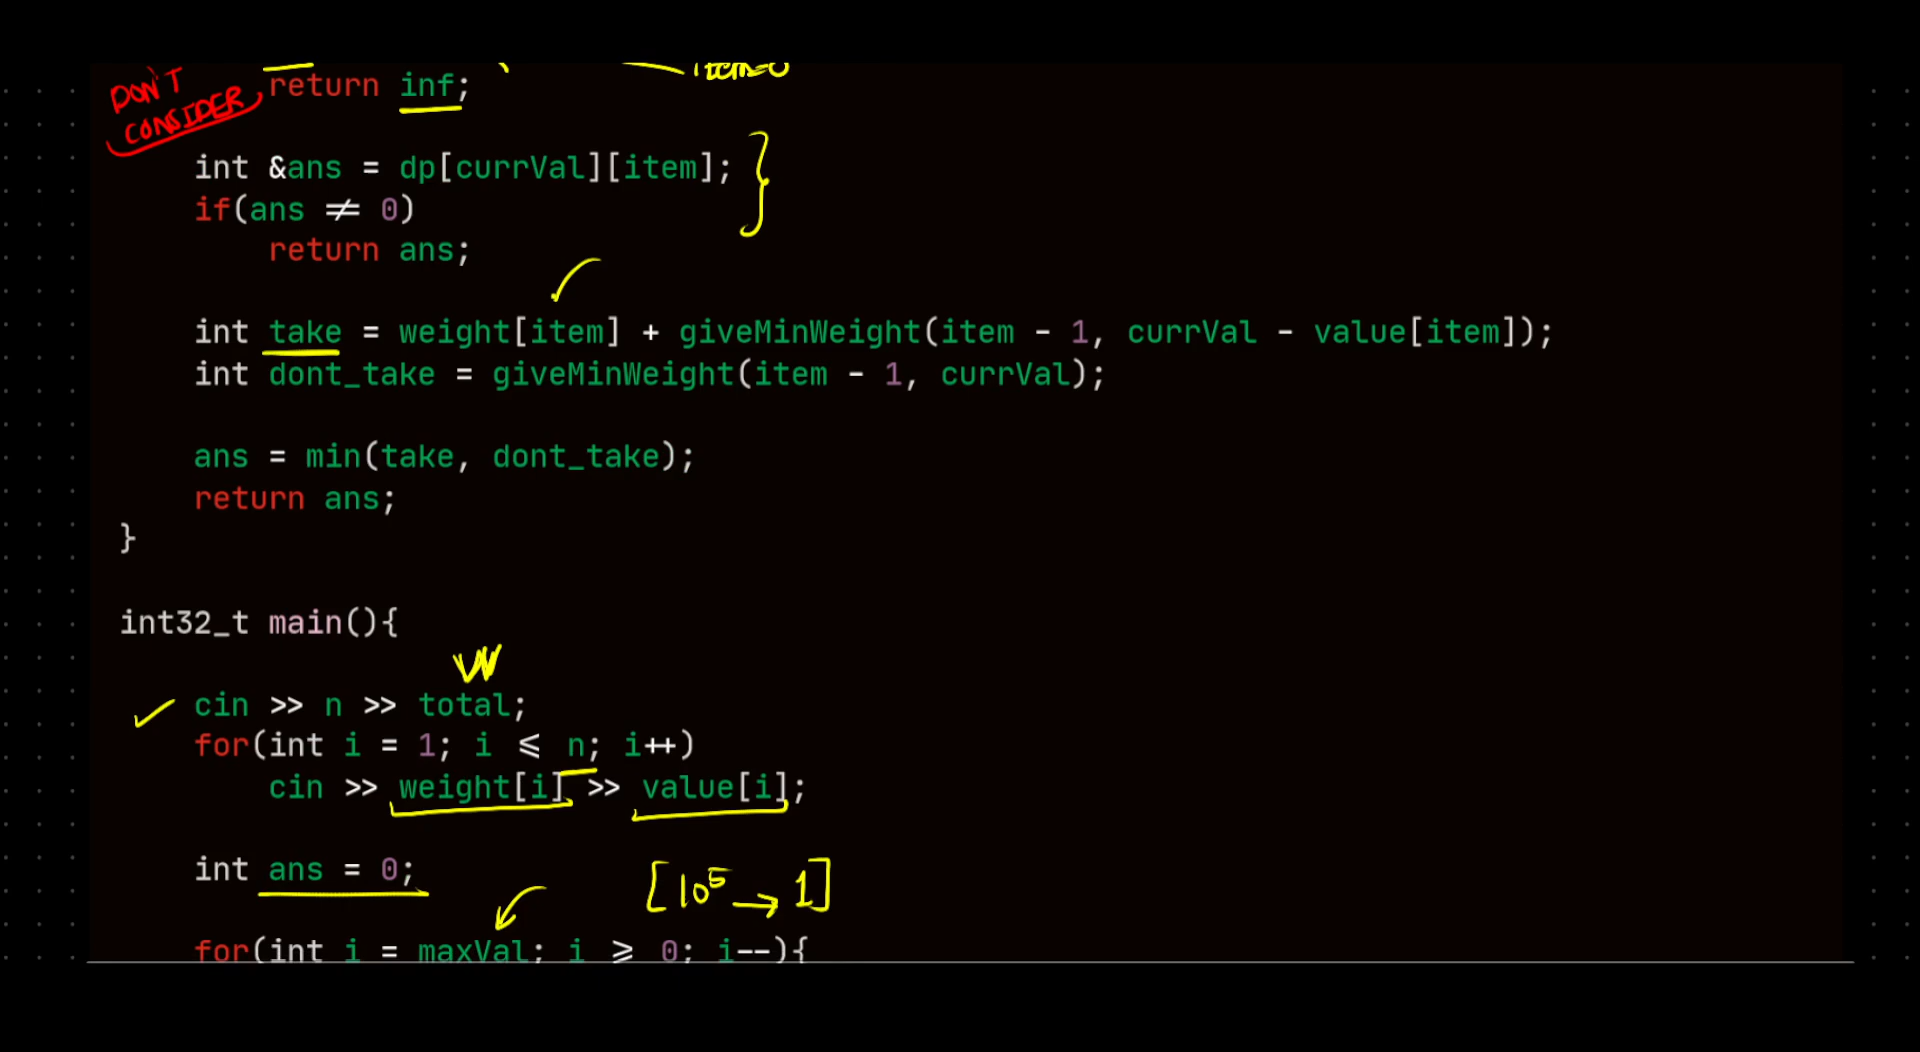 item=0
DON'T
CONSIDER
return inf;
int &ans = dp[currVal][item];
if(ans ≠ 0)
return ans;
int take = weight[item] + giveMinWeight(item - 1, currVal - value[item]);
int dont_take = giveMinWeight(item - 1, currVal);
ans = min(take, dont_take);
return ans;
}
int32_t main(){
W
cin >> n >> total;
for(int i = 1; i ⩽ n; i++)
cin >> weight[i] >> value[i];
int ans = 0;
[10⁵ → 1]
for(int i = maxVal; i ⩾ 0; i--){